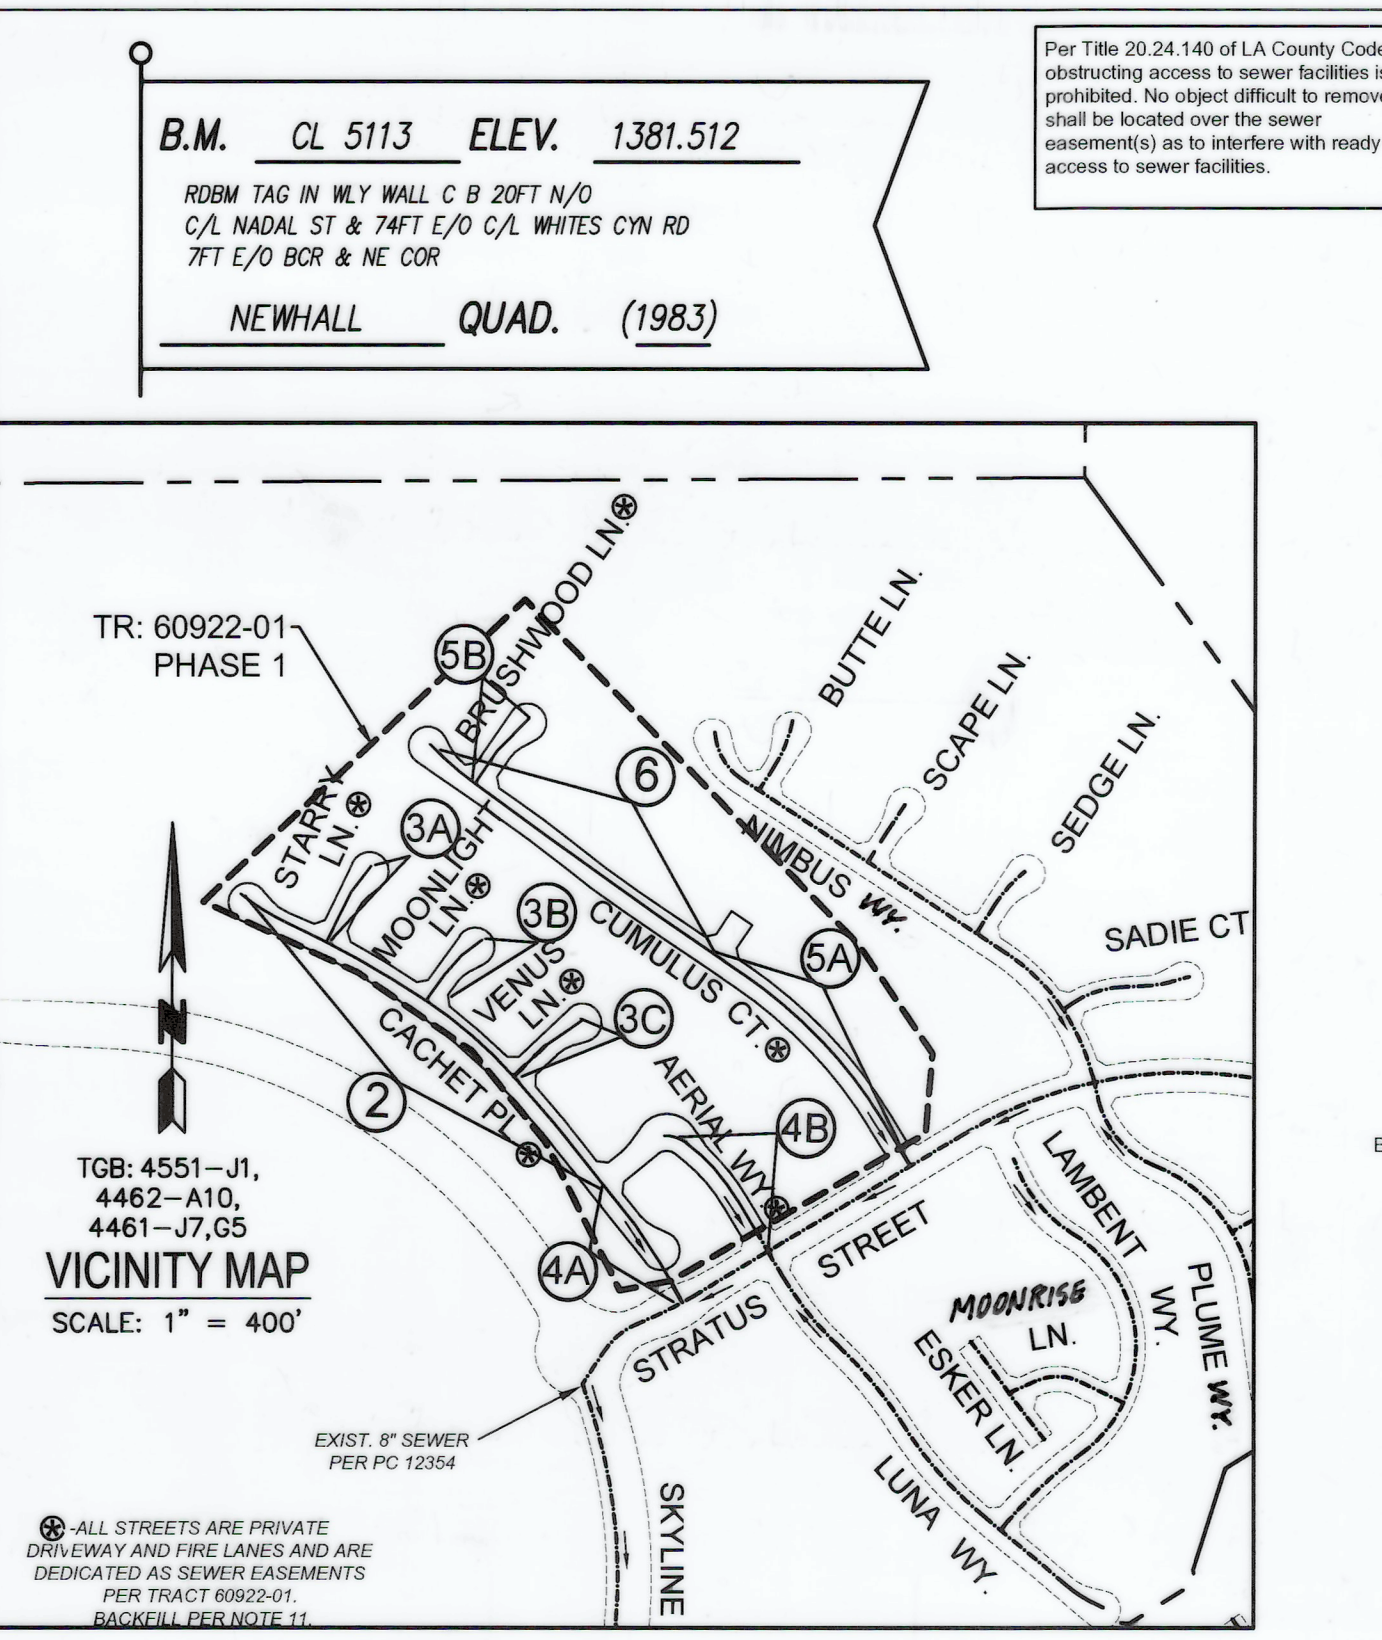 Per Title 20.24.140 of LA County Code
obstructing access to sewer facilities is
prohibited. No object difficult to remove
shall be located over the sewer
easement(s) as to interfere with ready
access to sewer facilities.
B.M. CL 5113 ELEV. 1381.512
RDBM TAG IN WLY WALL C B 20FT N/O
C/L NADAL ST & 74FT E/O C/L WHITES CYN RD
7FT E/O BCR & NE COR
NEWHALL QUAD. (1983)
BRUSHWOOD LN.
TR: 60922-01
PHASE 1
5B
BUTTE LN.
SCAPE LN.
SEDGE LN.
6
STARRY
LN.
3A
MOONLIGHT
LN.
3B
NIMBUS WY.
CUMULUS CT.
5A
SADIE CT
VENUS
LN.
3C
CACHET PL.
AERIAL WY.
2
4B
N
TGB: 4551-J1,
4462-A10,
4461-J7,G5
VICINITY MAP
SCALE: 1" = 400'
4A
STRATUS
STREET
LAMBENT
WY.
PLUME WY.
MOONRISE
LN.
ESKER LN.
EXIST. 8" SEWER
PER PC 12354
LUNA
WY.
SKYLINE
-ALL STREETS ARE PRIVATE
DRIVEWAY AND FIRE LANES AND ARE
DEDICATED AS SEWER EASEMENTS
PER TRACT 60922-01.
BACKFILL PER NOTE 11.